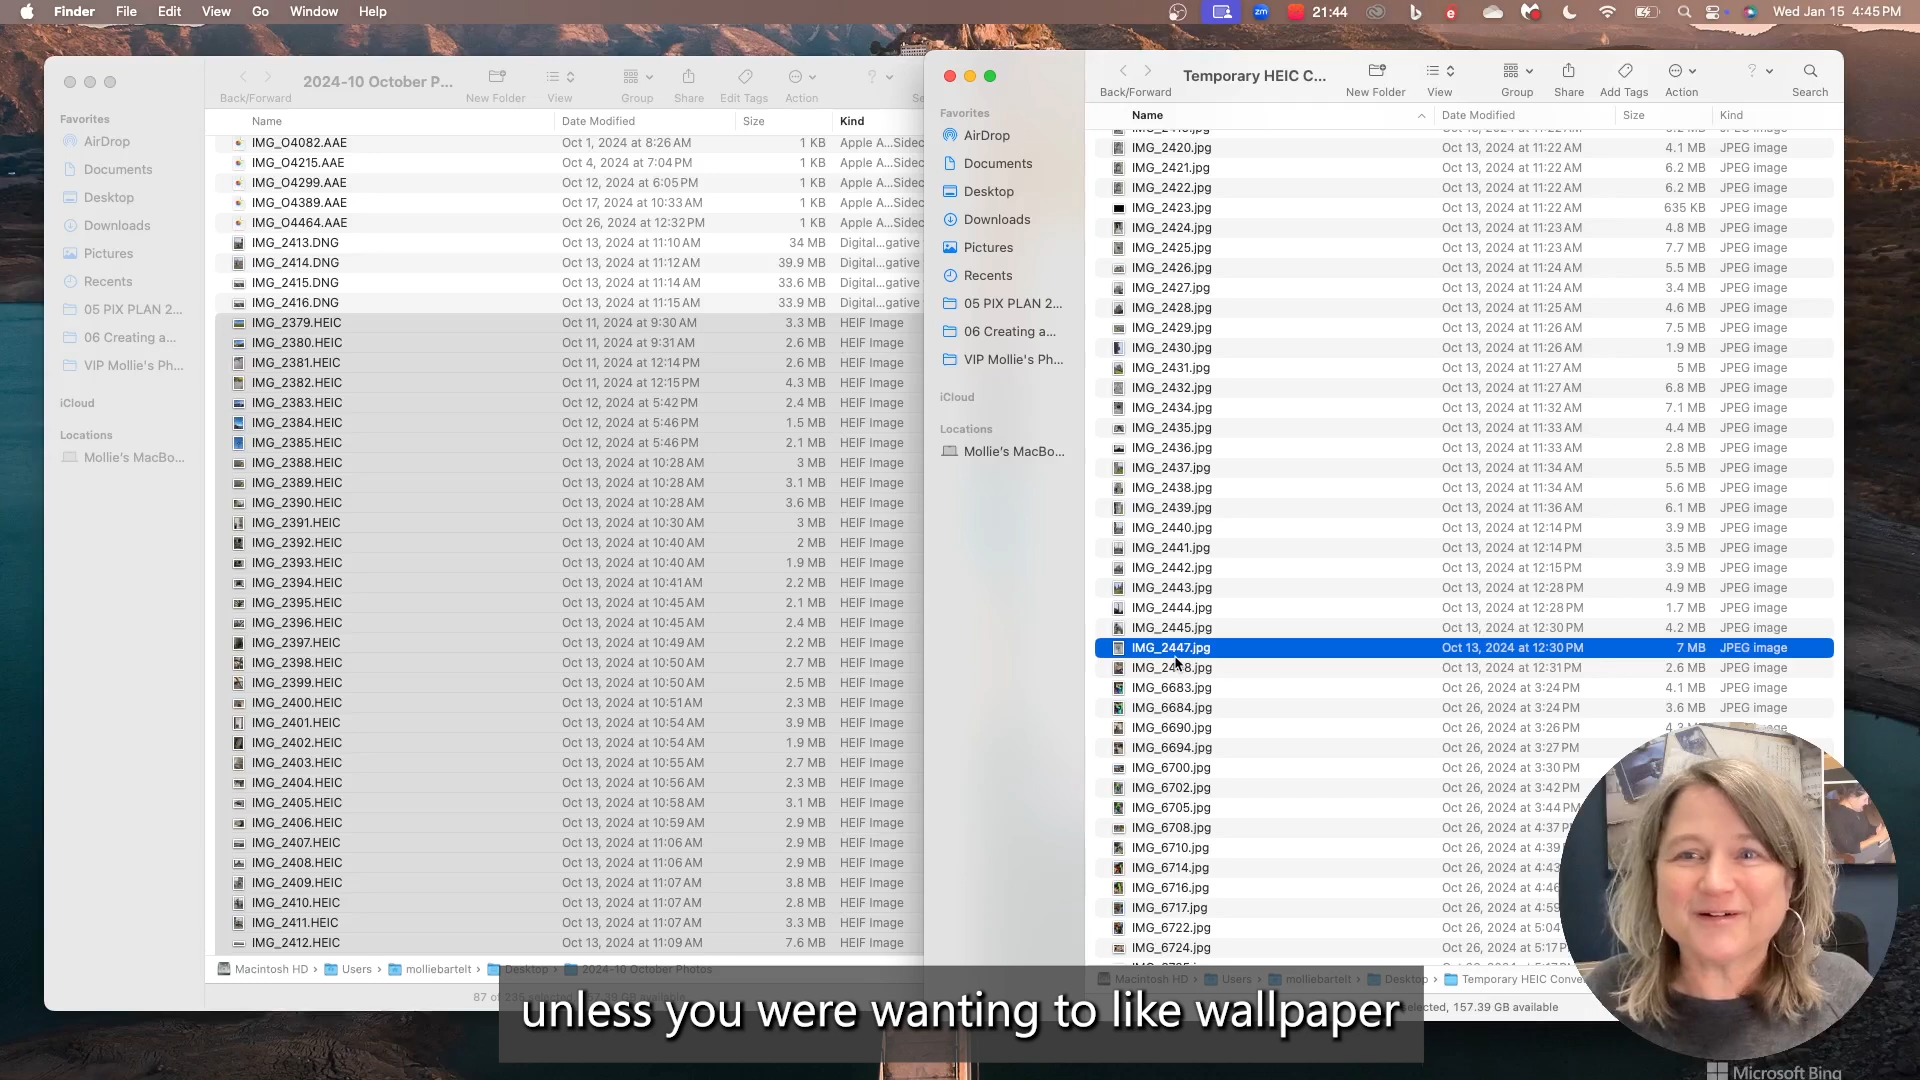 Finder File Edit View Go Window Help
zm 21:44 Wed Jan 15 4:45 PM
2024-10 October P...
Back/Forward New Folder View Group Share Edit Tags Action
Favorites
AirDrop
Documents
Desktop
Downloads
Pictures
Recents
05 PIX PLAN 2...
06 Creating a...
VIP Mollie's Ph...
iCloud
Locations
Mollie's MacBo...
Name Date Modified Size Kind
IMG_O4082.AAE Oct 1, 2024 at 8:26 AM 1 KB Apple A...Sidec
IMG_O4215.AAE Oct 4, 2024 at 7:04 PM 1 KB Apple A...Sidec
IMG_O4299.AAE Oct 12, 2024 at 6:05 PM 1 KB Apple A...Sidec
IMG_O4389.AAE Oct 17, 2024 at 10:33 AM 1 KB Apple A...Sidec
IMG_O4464.AAE Oct 26, 2024 at 12:32 PM 1 KB Apple A...Sidec
IMG_2413.DNG Oct 13, 2024 at 11:10 AM 34 MB Digital...gative
IMG_2414.DNG Oct 13, 2024 at 11:12 AM 39.9 MB Digital...gative
IMG_2415.DNG Oct 13, 2024 at 11:14 AM 33.6 MB Digital...gative
IMG_2416.DNG Oct 13, 2024 at 11:15 AM 33.9 MB Digital...gative
IMG_2379.HEIC Oct 11, 2024 at 9:30 AM 3.3 MB HEIF Image
IMG_2380.HEIC Oct 11, 2024 at 9:31 AM 2.6 MB HEIF Image
IMG_2381.HEIC Oct 11, 2024 at 12:14 PM 2.6 MB HEIF Image
IMG_2382.HEIC Oct 11, 2024 at 12:15 PM 4.3 MB HEIF Image
IMG_2383.HEIC Oct 12, 2024 at 5:42 PM 2.4 MB HEIF Image
IMG_2384.HEIC Oct 12, 2024 at 5:46 PM 1.5 MB HEIF Image
IMG_2385.HEIC Oct 12, 2024 at 5:46 PM 2.1 MB HEIF Image
IMG_2388.HEIC Oct 13, 2024 at 10:28 AM 3 MB HEIF Image
IMG_2389.HEIC Oct 13, 2024 at 10:28 AM 3.1 MB HEIF Image
IMG_2390.HEIC Oct 13, 2024 at 10:28 AM 3.6 MB HEIF Image
IMG_2391.HEIC Oct 13, 2024 at 10:30 AM 3 MB HEIF Image
IMG_2392.HEIC Oct 13, 2024 at 10:40 AM 2 MB HEIF Image
IMG_2393.HEIC Oct 13, 2024 at 10:40 AM 1.9 MB HEIF Image
IMG_2394.HEIC Oct 13, 2024 at 10:41 AM 2.2 MB HEIF Image
IMG_2395.HEIC Oct 13, 2024 at 10:45 AM 2.1 MB HEIF Image
IMG_2396.HEIC Oct 13, 2024 at 10:45 AM 2.4 MB HEIF Image
IMG_2397.HEIC Oct 13, 2024 at 10:49 AM 2.2 MB HEIF Image
IMG_2398.HEIC Oct 13, 2024 at 10:50 AM 2.7 MB HEIF Image
IMG_2399.HEIC Oct 13, 2024 at 10:50 AM 2.5 MB HEIF Image
IMG_2400.HEIC Oct 13, 2024 at 10:51 AM 2.3 MB HEIF Image
IMG_2401.HEIC Oct 13, 2024 at 10:54 AM 3.9 MB HEIF Image
IMG_2402.HEIC Oct 13, 2024 at 10:54 AM 1.9 MB HEIF Image
IMG_2403.HEIC Oct 13, 2024 at 10:55 AM 2.7 MB HEIF Image
IMG_2404.HEIC Oct 13, 2024 at 10:56 AM 2.3 MB HEIF Image
IMG_2405.HEIC Oct 13, 2024 at 10:58 AM 3.1 MB HEIF Image
IMG_2406.HEIC Oct 13, 2024 at 10:59 AM 2.9 MB HEIF Image
IMG_2407.HEIC Oct 13, 2024 at 11:06 AM 2.9 MB HEIF Image
IMG_2408.HEIC Oct 13, 2024 at 11:06 AM 2.9 MB HEIF Image
IMG_2409.HEIC Oct 13, 2024 at 11:07 AM 3.8 MB HEIF Image
IMG_2410.HEIC Oct 13, 2024 at 11:07 AM 2.8 MB HEIF Image
IMG_2411.HEIC Oct 13, 2024 at 11:07 AM 3.3 MB HEIF Image
IMG_2412.HEIC Oct 13, 2024 at 11:09 AM 7.6 MB HEIF Image
Macintosh HD › Users › molliebartelt › Desktop › 2024-10 October Photos
87 of 235 selected, 157.39 GB available
Temporary HEIC C...
Back/Forward New Folder View Group Share Add Tags Action Search
Favorites
AirDrop
Documents
Desktop
Downloads
Pictures
Recents
05 PIX PLAN 2...
06 Creating a...
VIP Mollie's Ph...
iCloud
Locations
Mollie's MacBo...
Name Date Modified Size Kind
IMG_2420.jpg Oct 13, 2024 at 11:22 AM 4.1 MB JPEG image
IMG_2421.jpg Oct 13, 2024 at 11:22 AM 6.2 MB JPEG image
IMG_2422.jpg Oct 13, 2024 at 11:22 AM 6.2 MB JPEG image
IMG_2423.jpg Oct 13, 2024 at 11:22 AM 635 KB JPEG image
IMG_2424.jpg Oct 13, 2024 at 11:23 AM 4.8 MB JPEG image
IMG_2425.jpg Oct 13, 2024 at 11:23 AM 7.7 MB JPEG image
IMG_2426.jpg Oct 13, 2024 at 11:24 AM 5.5 MB JPEG image
IMG_2427.jpg Oct 13, 2024 at 11:24 AM 3.4 MB JPEG image
IMG_2428.jpg Oct 13, 2024 at 11:25 AM 4.6 MB JPEG image
IMG_2429.jpg Oct 13, 2024 at 11:26 AM 7.5 MB JPEG image
IMG_2430.jpg Oct 13, 2024 at 11:26 AM 1.9 MB JPEG image
IMG_2431.jpg Oct 13, 2024 at 11:27 AM 5 MB JPEG image
IMG_2432.jpg Oct 13, 2024 at 11:27 AM 6.8 MB JPEG image
IMG_2434.jpg Oct 13, 2024 at 11:32 AM 7.1 MB JPEG image
IMG_2435.jpg Oct 13, 2024 at 11:33 AM 4.4 MB JPEG image
IMG_2436.jpg Oct 13, 2024 at 11:33 AM 2.8 MB JPEG image
IMG_2437.jpg Oct 13, 2024 at 11:34 AM 5.5 MB JPEG image
IMG_2438.jpg Oct 13, 2024 at 11:34 AM 5.6 MB JPEG image
IMG_2439.jpg Oct 13, 2024 at 11:36 AM 6.1 MB JPEG image
IMG_2440.jpg Oct 13, 2024 at 12:14 PM 3.9 MB JPEG image
IMG_2441.jpg Oct 13, 2024 at 12:14 PM 3.5 MB JPEG image
IMG_2442.jpg Oct 13, 2024 at 12:15 PM 3.9 MB JPEG image
IMG_2443.jpg Oct 13, 2024 at 12:28 PM 4.9 MB JPEG image
IMG_2444.jpg Oct 13, 2024 at 12:28 PM 1.7 MB JPEG image
IMG_2445.jpg Oct 13, 2024 at 12:30 PM 4.2 MB JPEG image
IMG_2447.jpg Oct 13, 2024 at 12:30 PM 7 MB JPEG image
IMG_2448.jpg Oct 13, 2024 at 12:31 PM 2.6 MB JPEG image
IMG_6683.jpg Oct 26, 2024 at 3:24 PM 4.1 MB JPEG image
IMG_6684.jpg Oct 26, 2024 at 3:24 PM 3.6 MB JPEG image
IMG_6690.jpg Oct 26, 2024 at 3:26 PM
IMG_6694.jpg Oct 26, 2024 at 3:27 PM
IMG_6700.jpg Oct 26, 2024 at 3:30 PM
IMG_6702.jpg Oct 26, 2024 at 3:42 PM
IMG_6705.jpg Oct 26, 2024 at 3:44 PM
IMG_6708.jpg Oct 26, 2024 at 4:37 P
IMG_6710.jpg Oct 26, 2024 at 4:39
IMG_6714.jpg Oct 26, 2024 at 4:43
IMG_6716.jpg Oct 26, 2024 at 4:46
IMG_6717.jpg Oct 26, 2024 at 4:59
IMG_6722.jpg Oct 26, 2024 at 5:04
IMG_6724.jpg Oct 26, 2024 at 5:17 P
Macintosh HD › Users › molliebartelt › Desktop › Temporary HEIC Conve
elected, 157.39 GB available
unless you were wanting to like wallpaper
Microsoft Bing